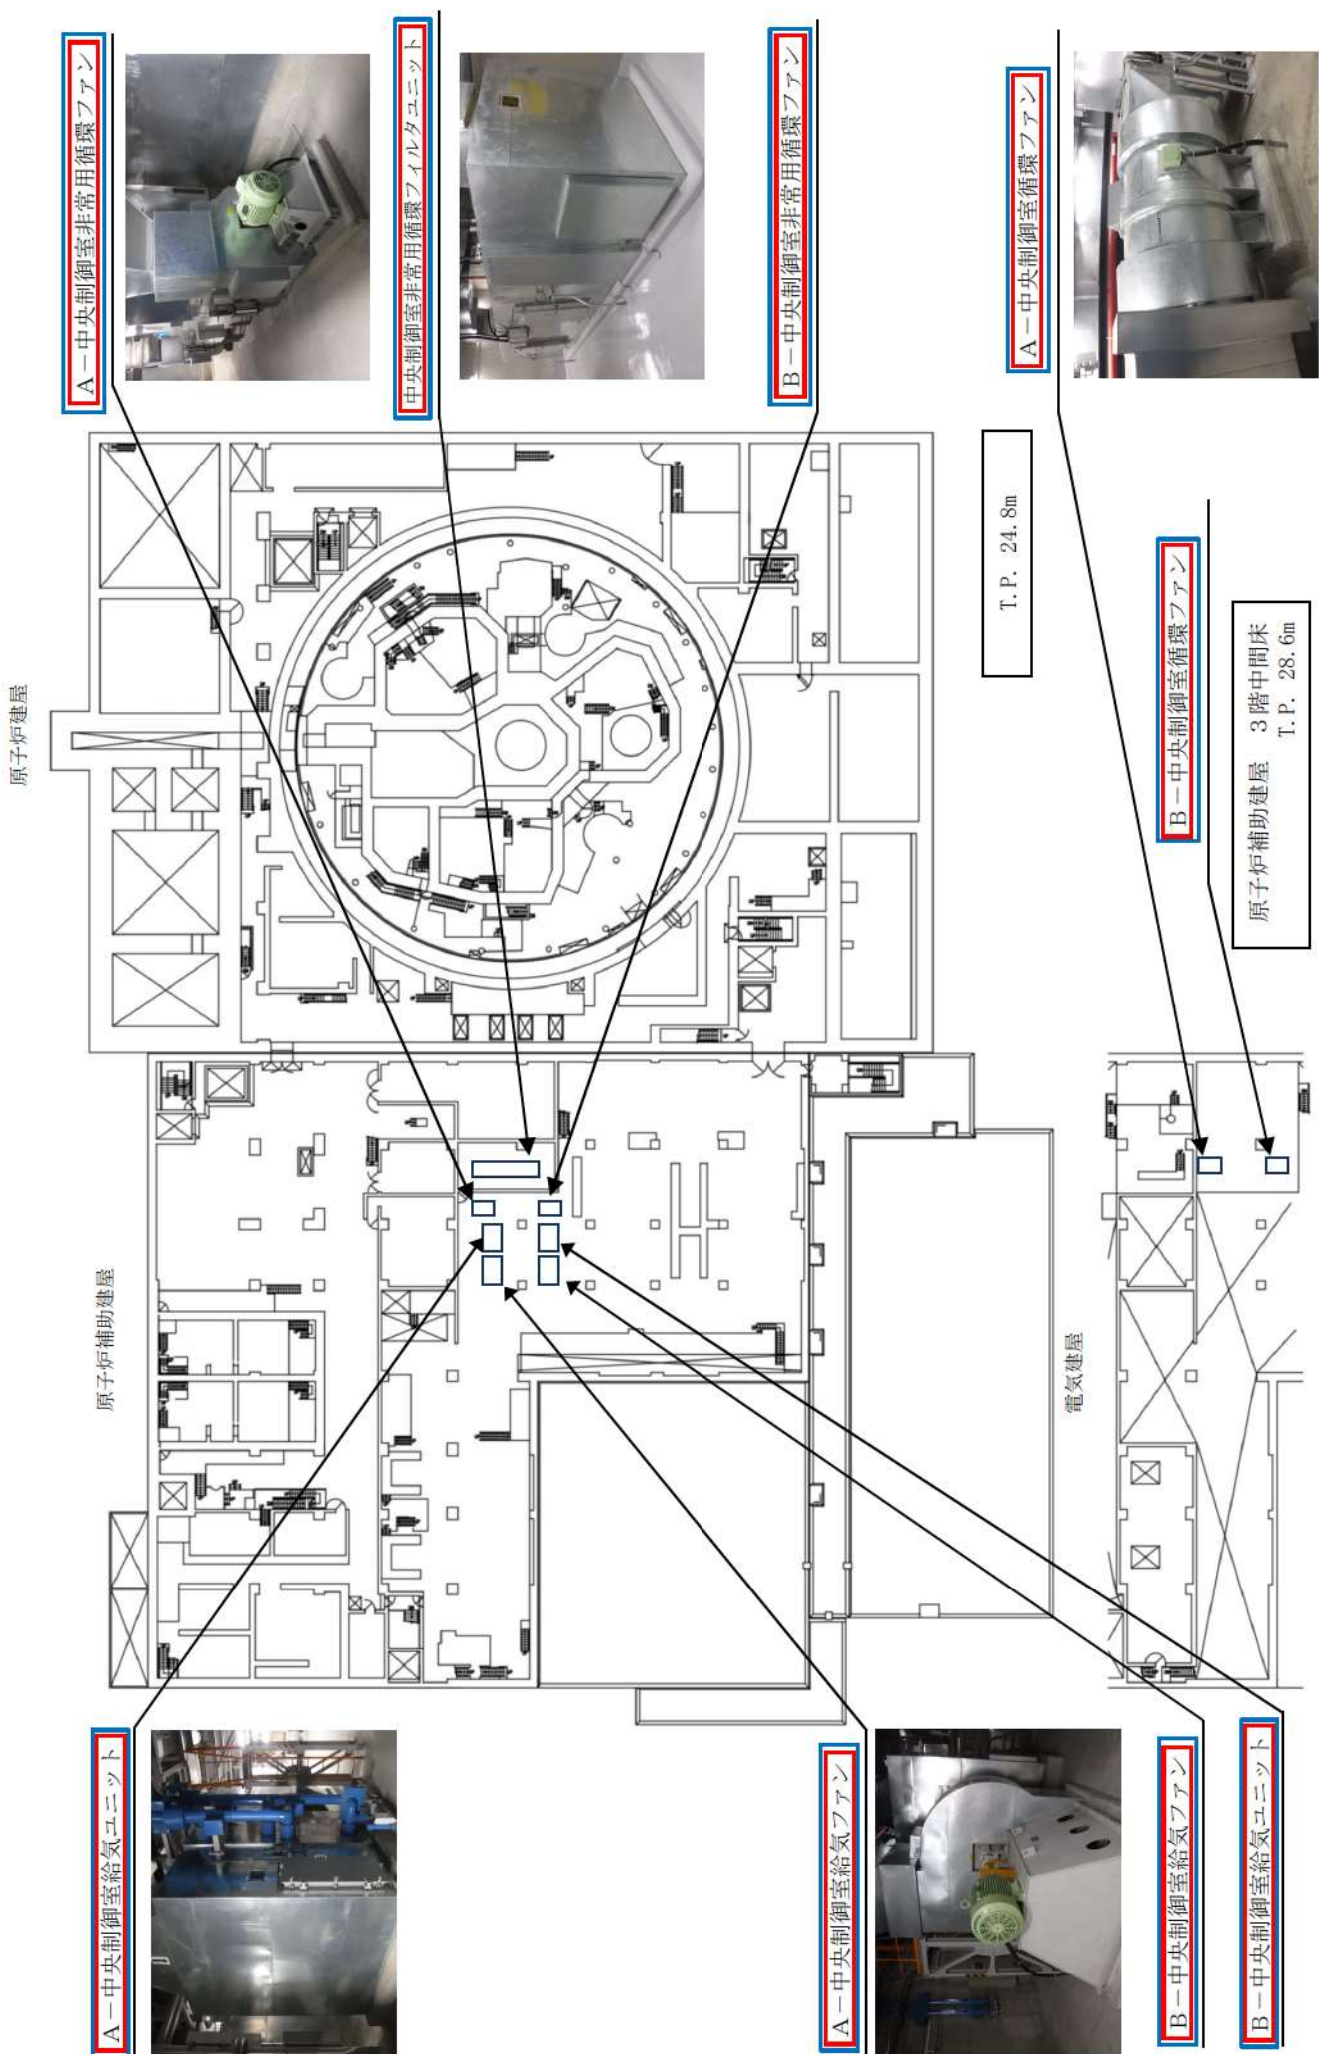 原子炉建屋
A－中央制御室非常用循環ファン
中央制御室非常用循環フィルタユニット
B－中央制御室非常用循環ファン
A－中央制御室循環ファン
T.P. 24.8m
B－中央制御室循環ファン
原子炉補助建屋　3階中間床
T.P. 28.6m
原子炉補助建屋
電気建屋
A－中央制御室給気ユニット
A－中央制御室給気ファン
B－中央制御室給気ファン
B－中央制御室給気ユニット